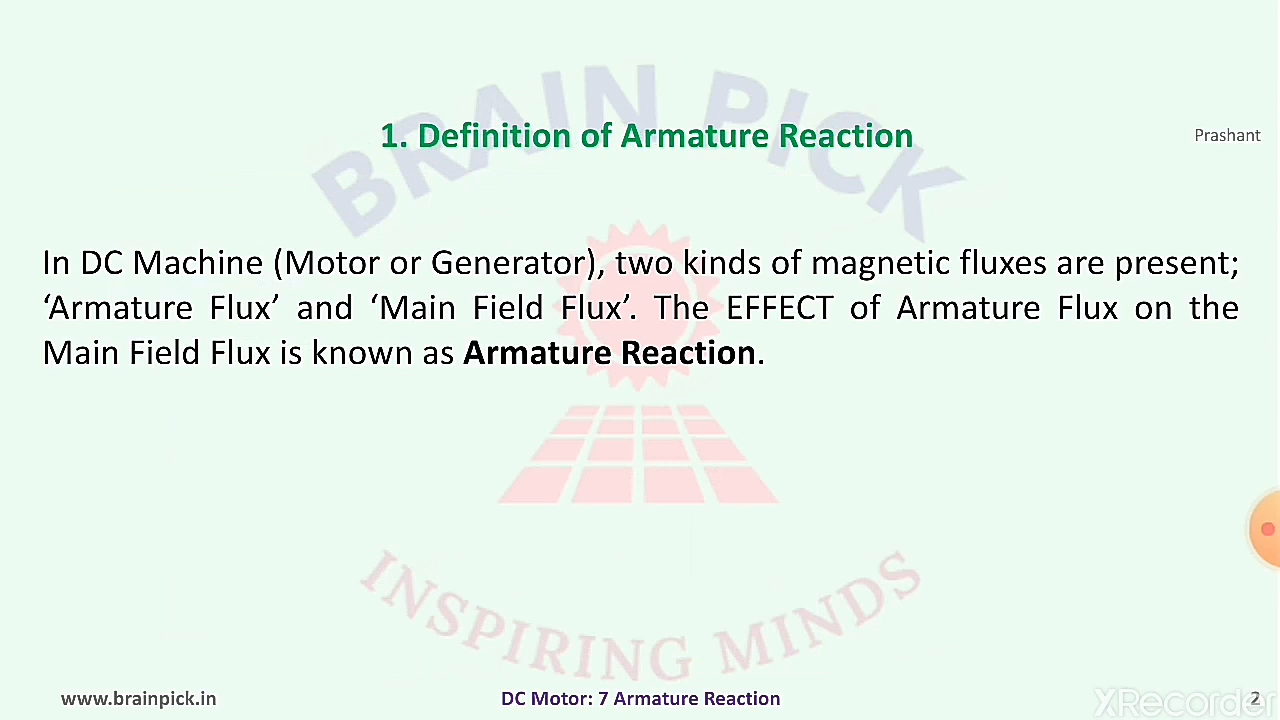 BRAIN PICK
1. Definition of Armature Reaction
Prashant
In DC Machine (Motor or Generator), two kinds of magnetic fluxes are present;
‘Armature Flux’ and ‘Main Field Flux’. The EFFECT of Armature Flux on the
Main Field Flux is known as Armature Reaction.
INSPIRING MINDS
www.brainpick.in
DC Motor: 7 Armature Reaction
2
XRecorder